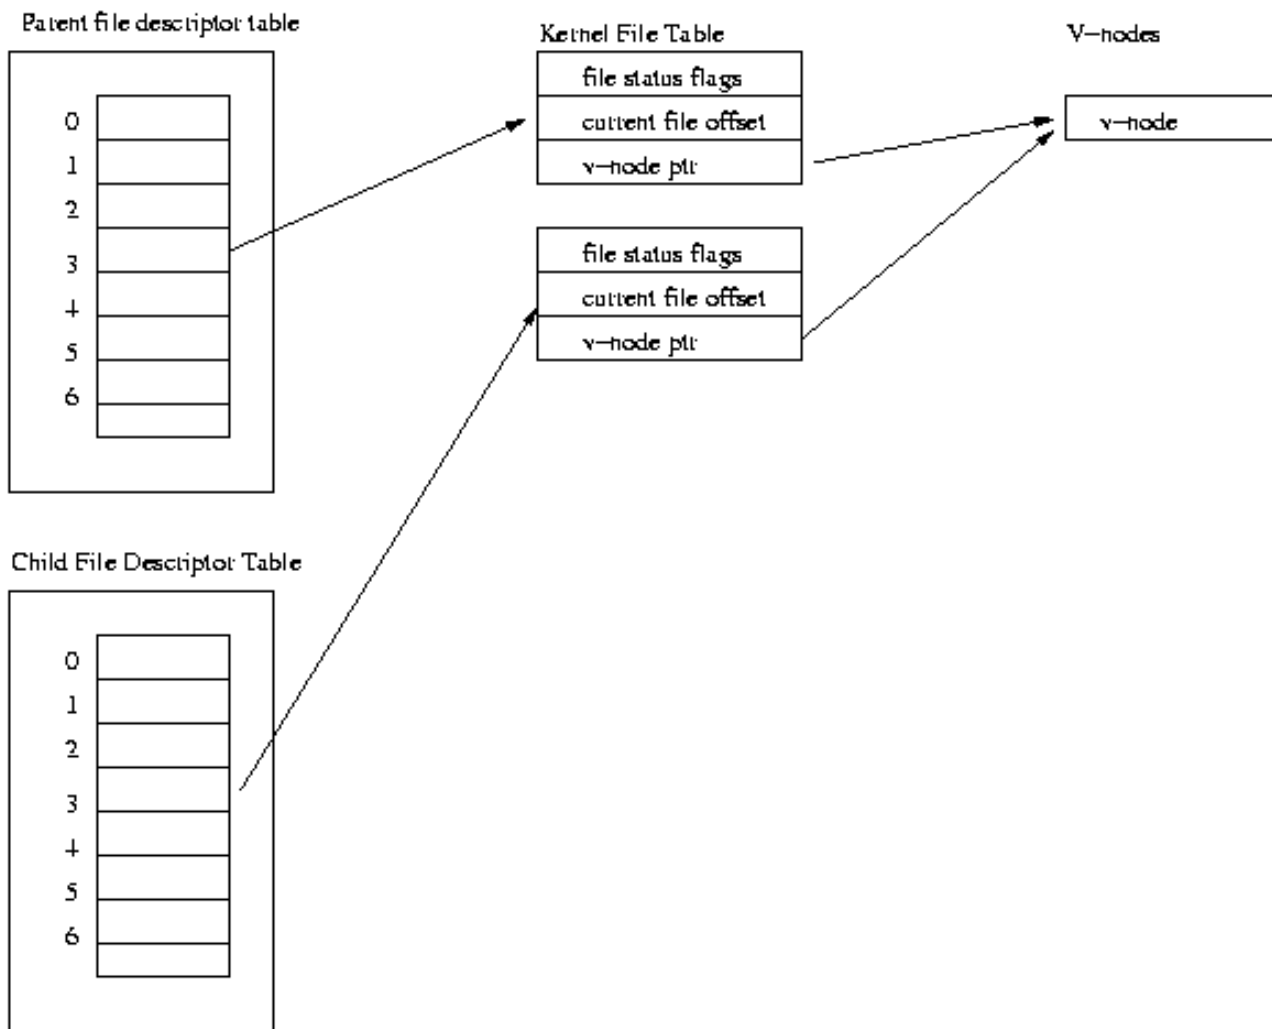 Parent file descriptor table
0
1
2
3
4
5
6
Kernel File Table
file status flags
current file offset
v-node ptr
file status flags
current file offset
v-node ptr
V-nodes
v-node
Child File Descriptor Table
0
1
2
3
4
5
6